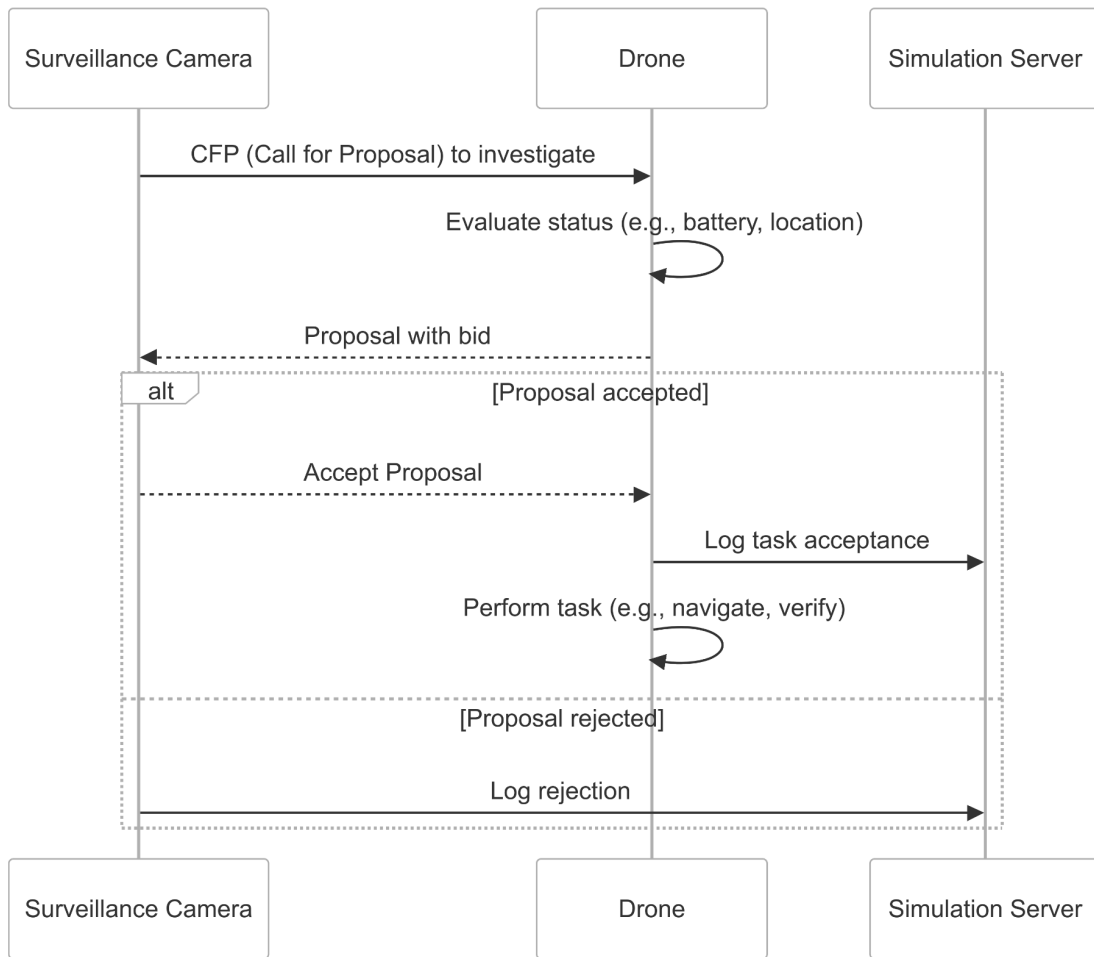 Surveillance Camera
Drone
Simulation Server
CFP (Call for Proposal) to investigate
Evaluate status (e.g., battery, location)
Proposal with bid
alt
[Proposal accepted]
Accept Proposal
Log task acceptance
Perform task (e.g., navigate, verify)
[Proposal rejected]
Log rejection
Surveillance Camera
Drone
Simulation Server